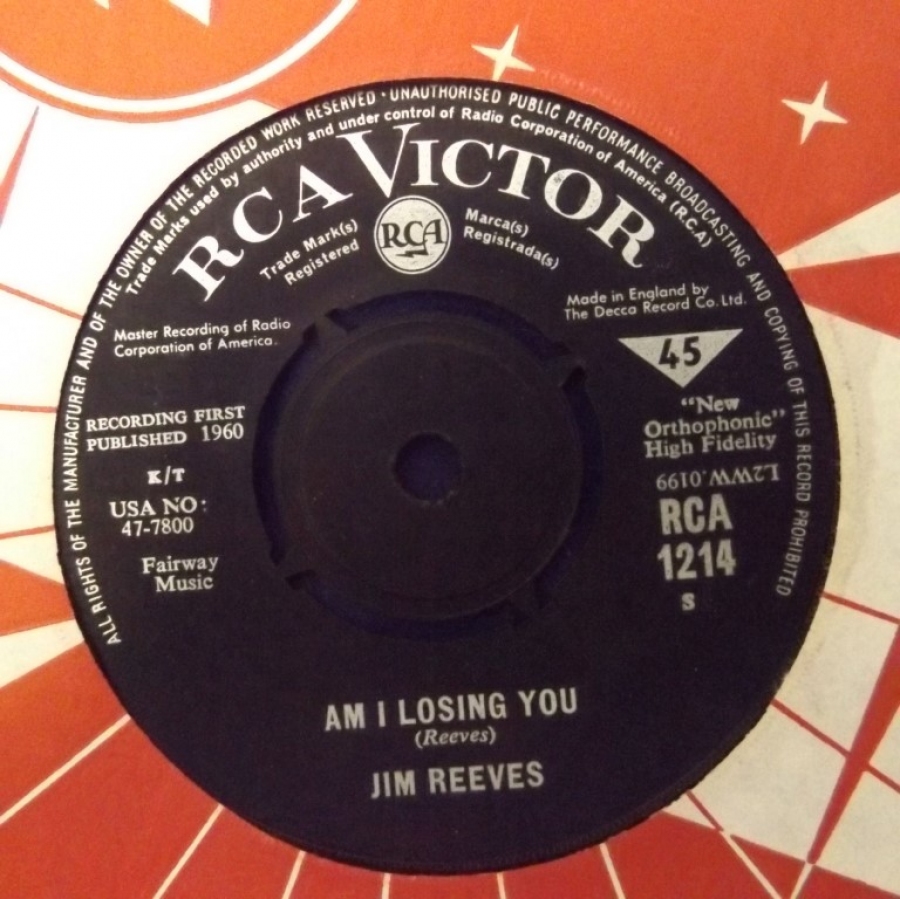 ALL RIGHTS OF THE MANUFACTURER AND OF THE OWNER OF THE RECORDED WORK RESERVED · UNAUTHORISED PUBLIC PERFORMANCE BROADCASTING AND COPYING OF THIS RECORD PROHIBITED
Trade Marks used by authority and under control of Radio Corporation of America (R.C.A)
RCA VICTOR
Trade Mark(s)
Registered
RCA
Marca(s)
Registrada(s)
Master Recording of Radio
Corporation of America.
Made in England by
The Decca Record Co. Ltd.
45
RECORDING FIRST
PUBLISHED 1960
K/T
USA NO:
47-7800
Fairway
Music
"New
Orthophonic"
High Fidelity
L2WW.0199
RCA
1214
S
AM I LOSING YOU
(Reeves)
JIM REEVES